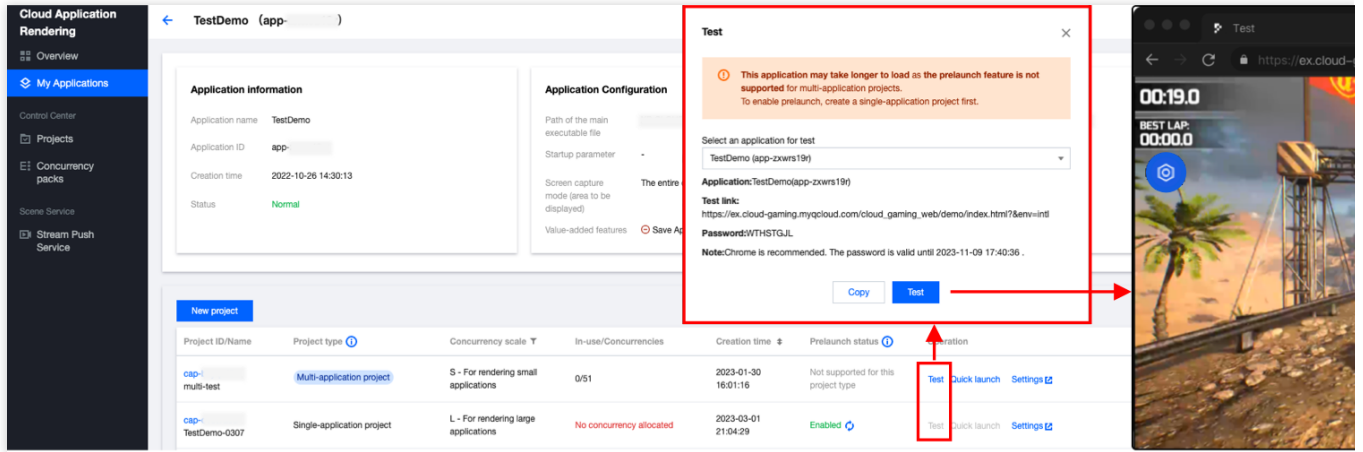 Cloud Application
Rendering
Overview
My Applications
Control Center
Projects
Concurrency
packs
Scene Service
Stream Push
Service
TestDemo (app- )
Application information
Application name TestDemo
Application ID app-
Creation time 2022-10-26 14:30:13
Status Normal
Application Configuration
Path of the main
executable file
Startup parameter -
Screen capture
mode (area to be
displayed)
The entire
Value-added features Save Ap
Test
This application may take longer to load as the prelaunch feature is not
supported for multi-application projects.
To enable prelaunch, create a single-application project first.
Select an application for test
TestDemo (app-zxwrs19r)
Application:TestDemo(app-zxwrs19r)
Test link:
https://ex.cloud-gaming.myqcloud.com/cloud_gaming_web/demo/index.html?&env=intl
Password:WTHSTGJL
Note:Chrome is recommended. The password is valid until 2023-11-09 17:40:36 .
Copy Test
New project
Project ID/Name Project type Concurrency scale In-use/Concurrencies Creation time Prelaunch status
cap-
multi-test
Multi-application project
S - For rendering small
applications
0/51
2023-01-30
16:01:16
Not supported for this
project type
Test Quick launch Settings
cap-
TestDemo-0307
Single-application project
L - For rendering large
applications
No concurrency allocated
2023-03-01
21:04:29
Enabled
Test Quick launch Settings
Test
https://ex.cloud-
00:19.0
BEST LAP:
00:00.0